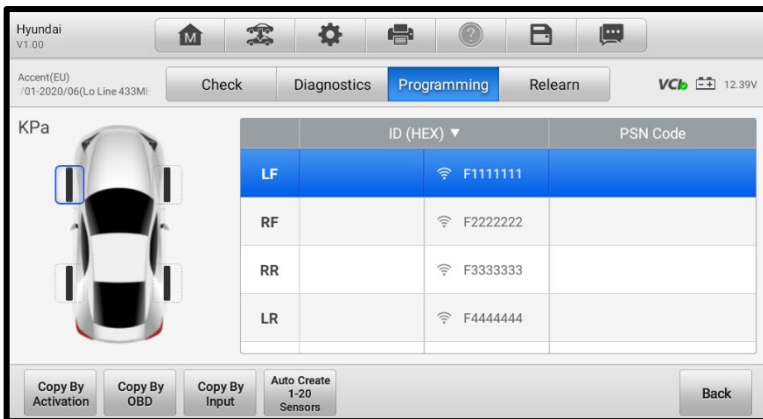 Hyundai
V1.00
M
?
Accent(EU)
/01-2020/06(Lo Line 433M
Check
Diagnostics
Programming
Relearn
VCI
12.39V
KPa
ID (HEX) ▼
PSN Code
LF
F1111111
RF
F2222222
RR
F3333333
LR
F4444444
Copy By
Activation
Copy By
OBD
Copy By
Input
Auto Create
1-20
Sensors
Back